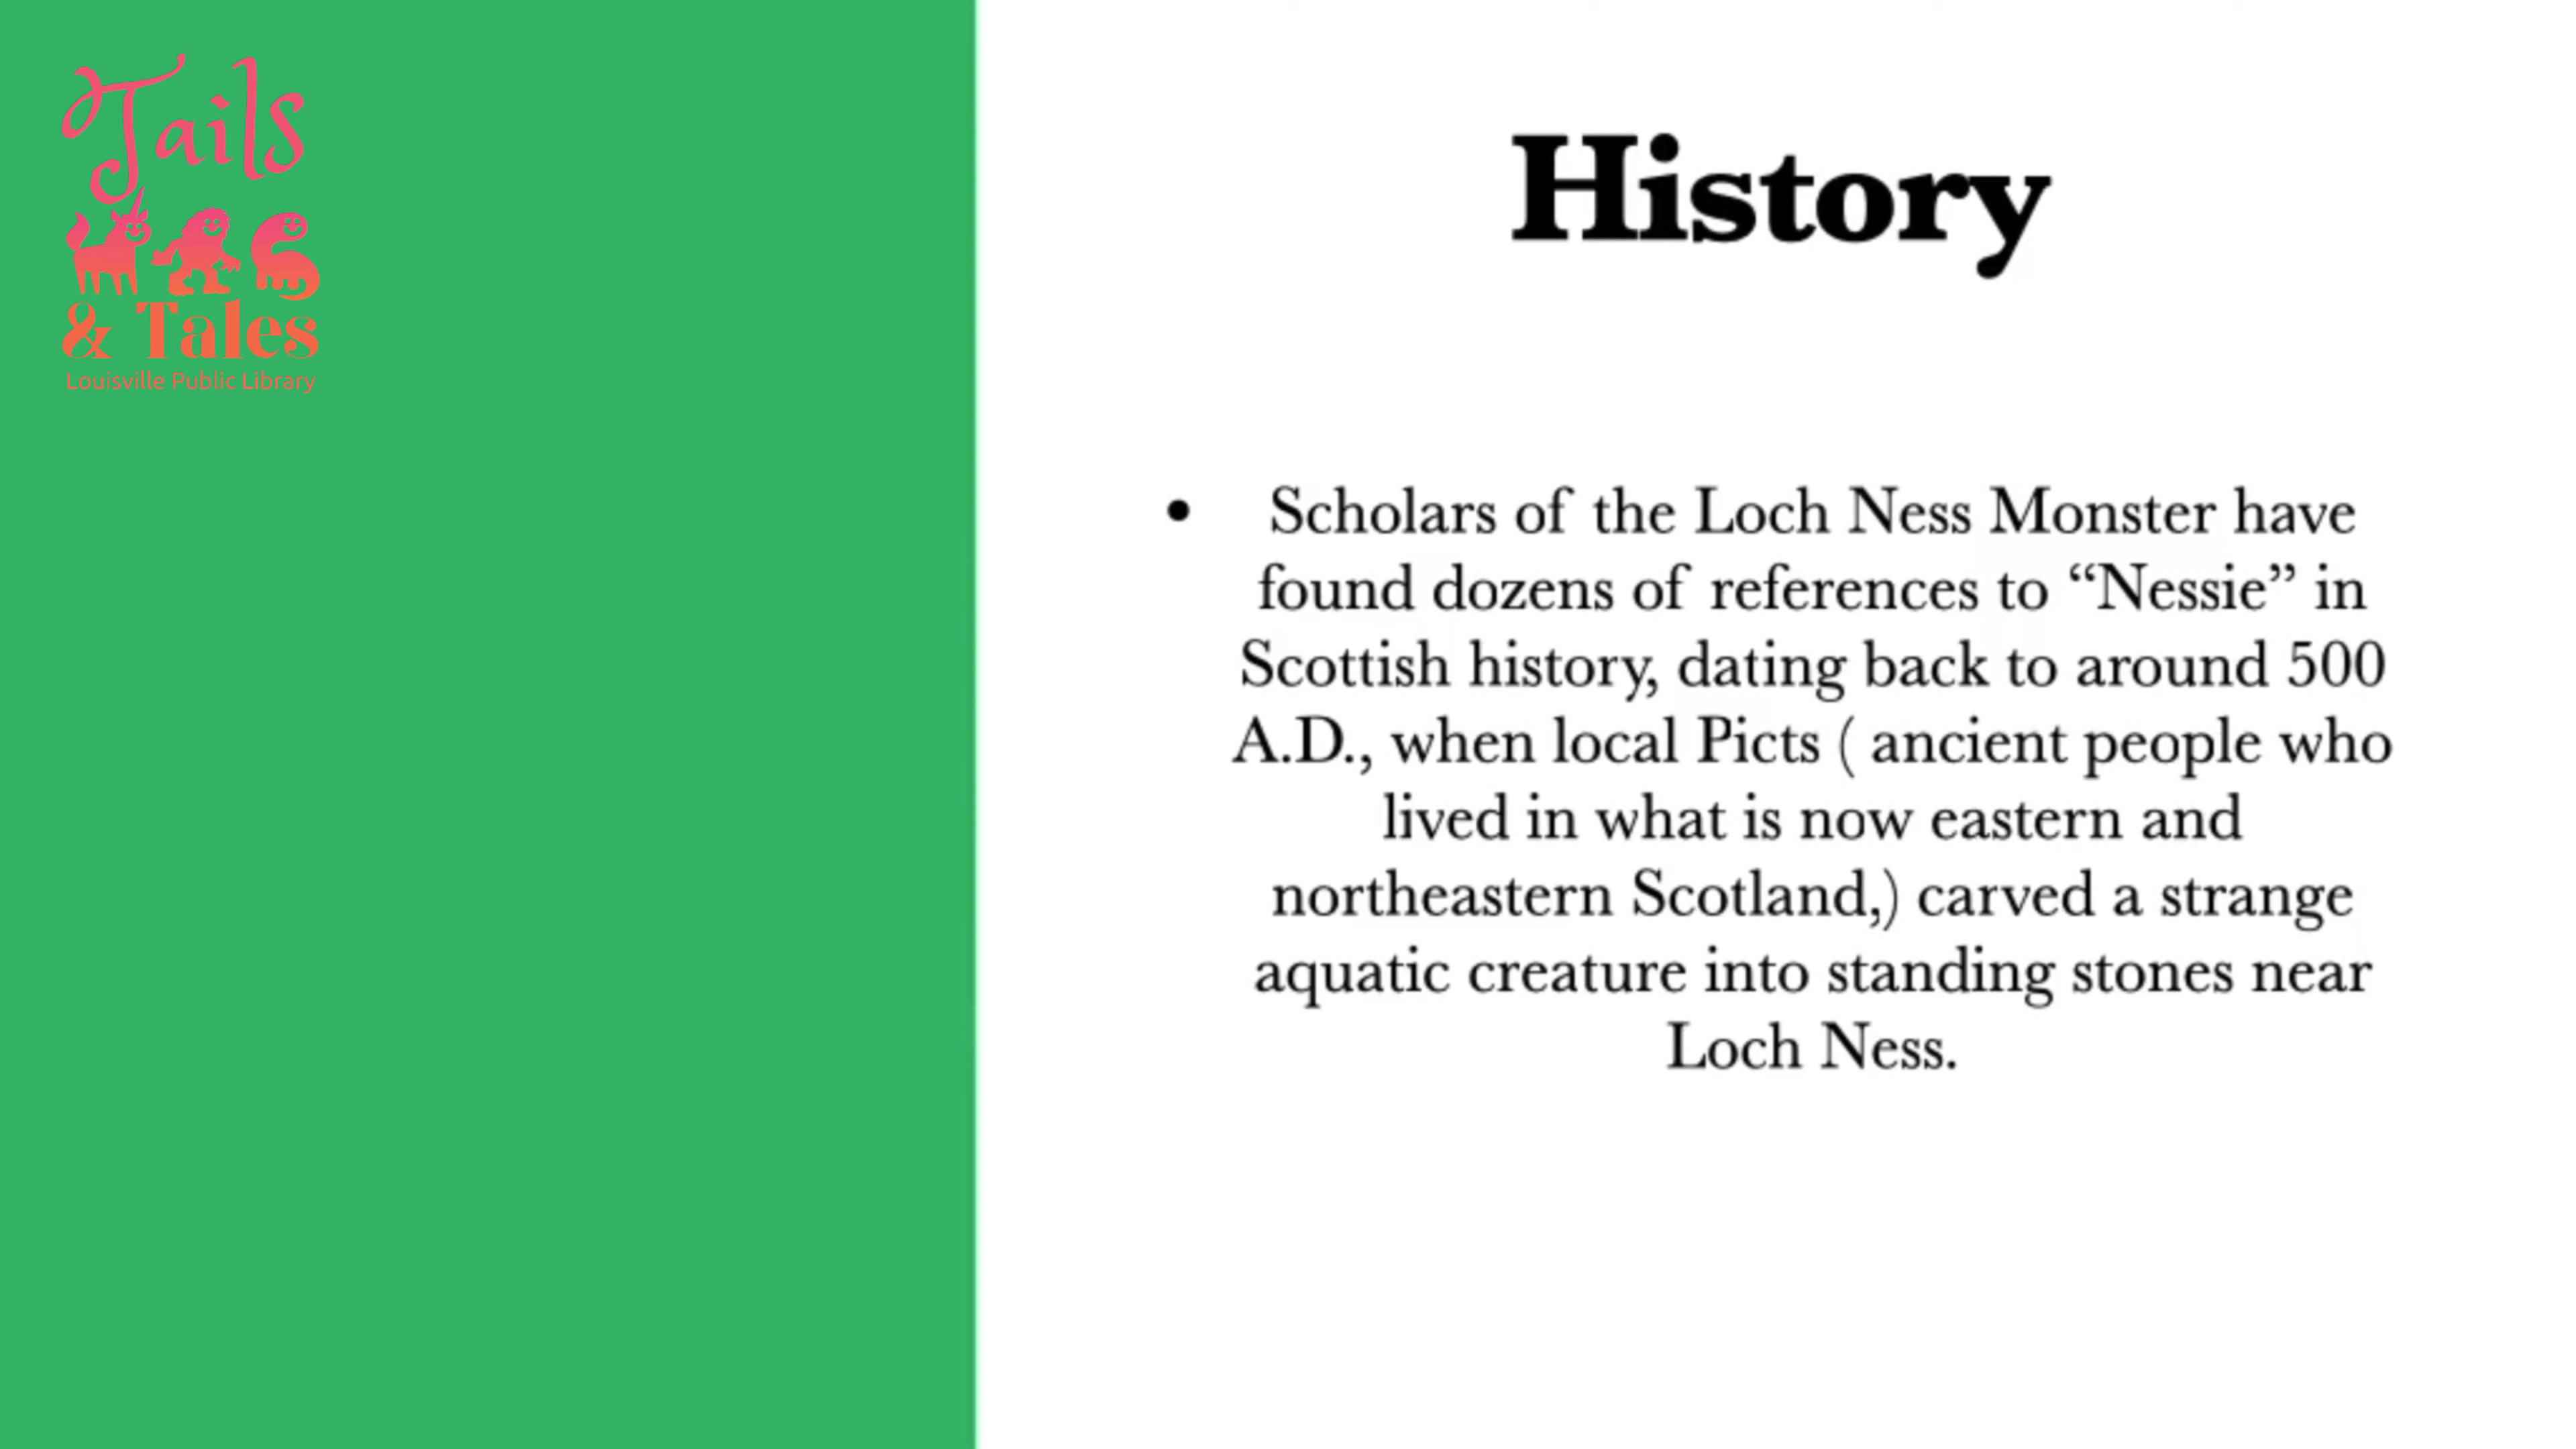 Tails
& Tales
Louisville Public Library
History
• Scholars of the Loch Ness Monster have
found dozens of references to “Nessie” in
Scottish history, dating back to around 500
A.D., when local Picts ( ancient people who
lived in what is now eastern and
northeastern Scotland,) carved a strange
aquatic creature into standing stones near
Loch Ness.